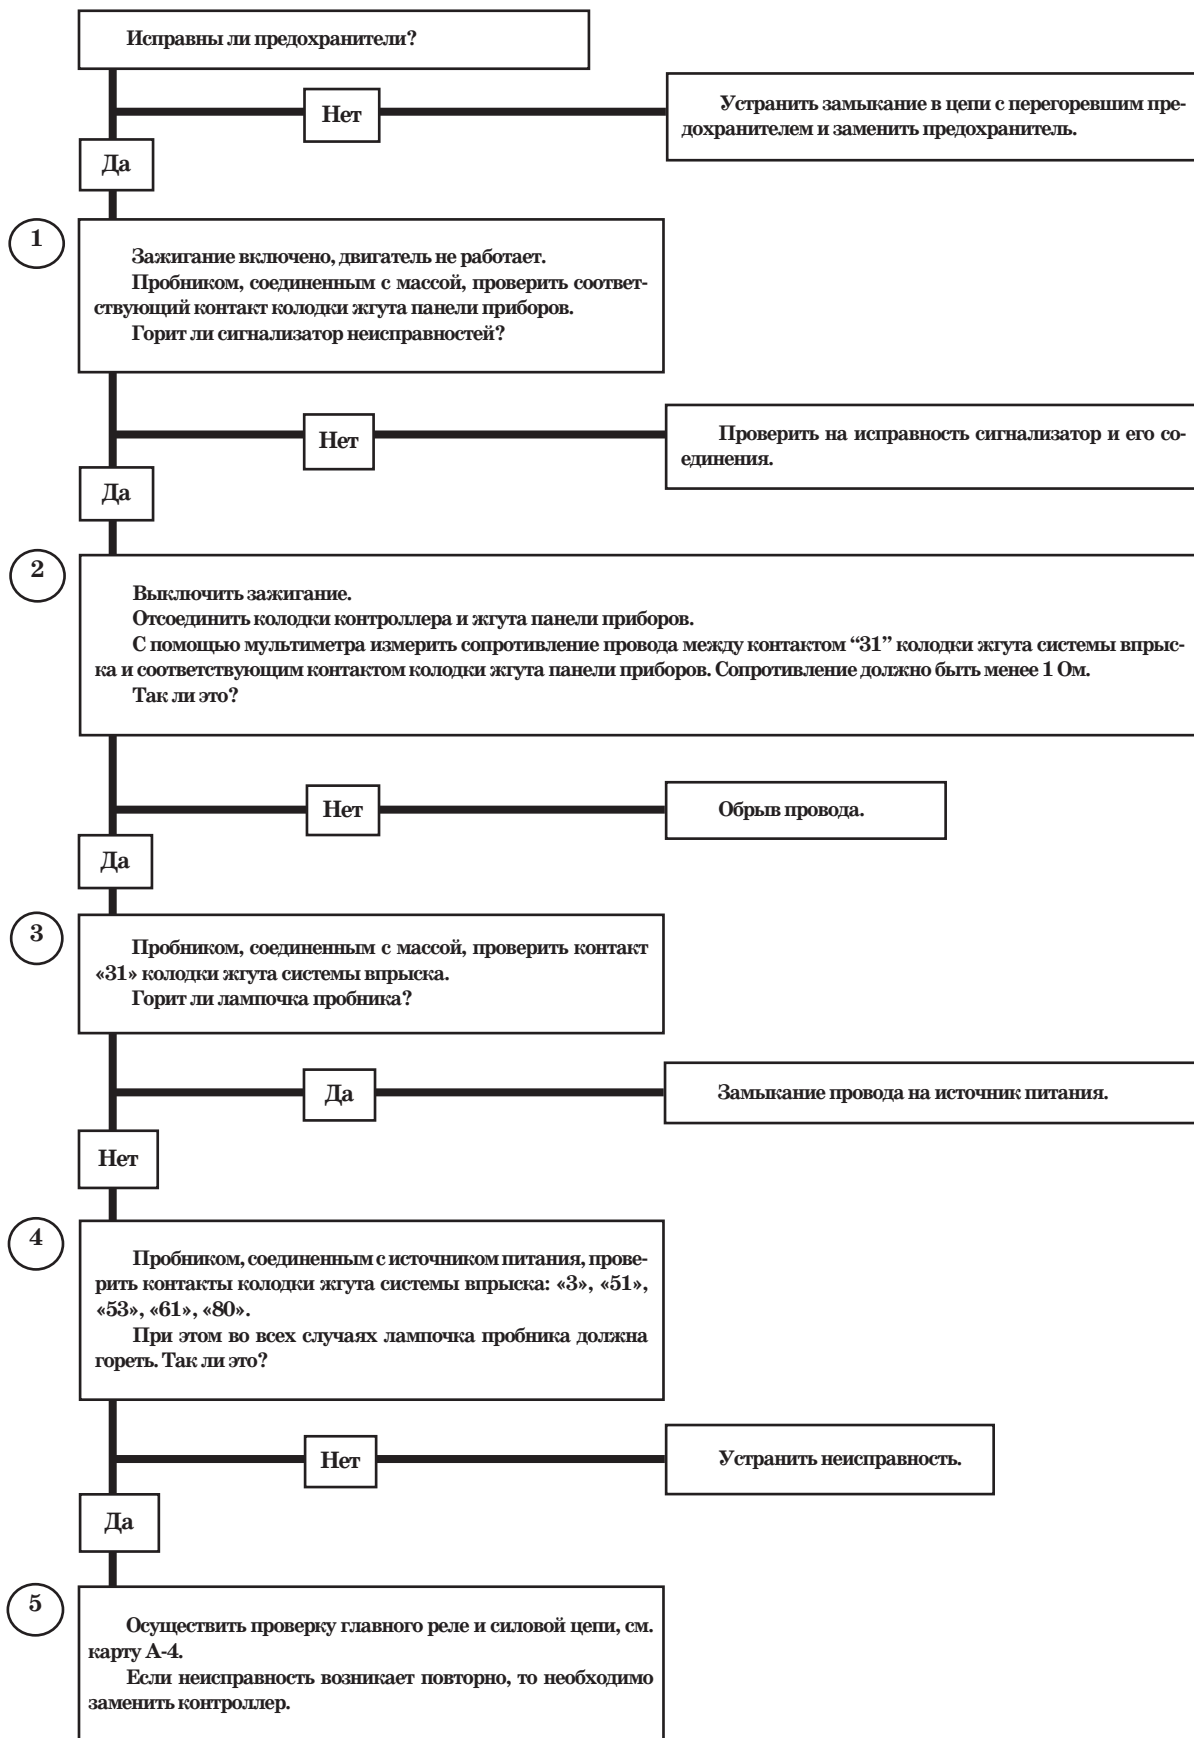 Исправны ли предохранители?
Нет
Устранить замыкание в цепи с перегоревшим пре-
дохранителем и заменить предохранитель.
Да
1
Зажигание включено, двигатель не работает.
Пробником, соединенным с массой, проверить соответ-
ствующий контакт колодки жгута панели приборов.
Горит ли сигнализатор неисправностей?
Нет
Проверить на исправность сигнализатор и его со-
единения.
Да
2
Выключить зажигание.
Отсоединить колодки контроллера и жгута панели приборов.
С помощью мультиметра измерить сопротивление провода между контактом “31” колодки жгута системы впрыс-
ка и соответствующим контактом колодки жгута панели приборов. Сопротивление должно быть менее 1 Ом.
Так ли это?
Нет
Обрыв провода.
Да
3
Пробником, соединенным с массой, проверить контакт
«31» колодки жгута системы впрыска.
Горит ли лампочка пробника?
Да
Замыкание провода на источник питания.
Нет
4
Пробником, соединенным с источником питания, прове-
рить контакты колодки жгута системы впрыска: «3», «51»,
«53», «61», «80».
При этом во всех случаях лампочка пробника должна
гореть. Так ли это?
Нет
Устранить неисправность.
Да
5
Осуществить проверку главного реле и силовой цепи, см.
карту А-4.
Если неисправность возникает повторно, то необходимо
заменить контроллер.